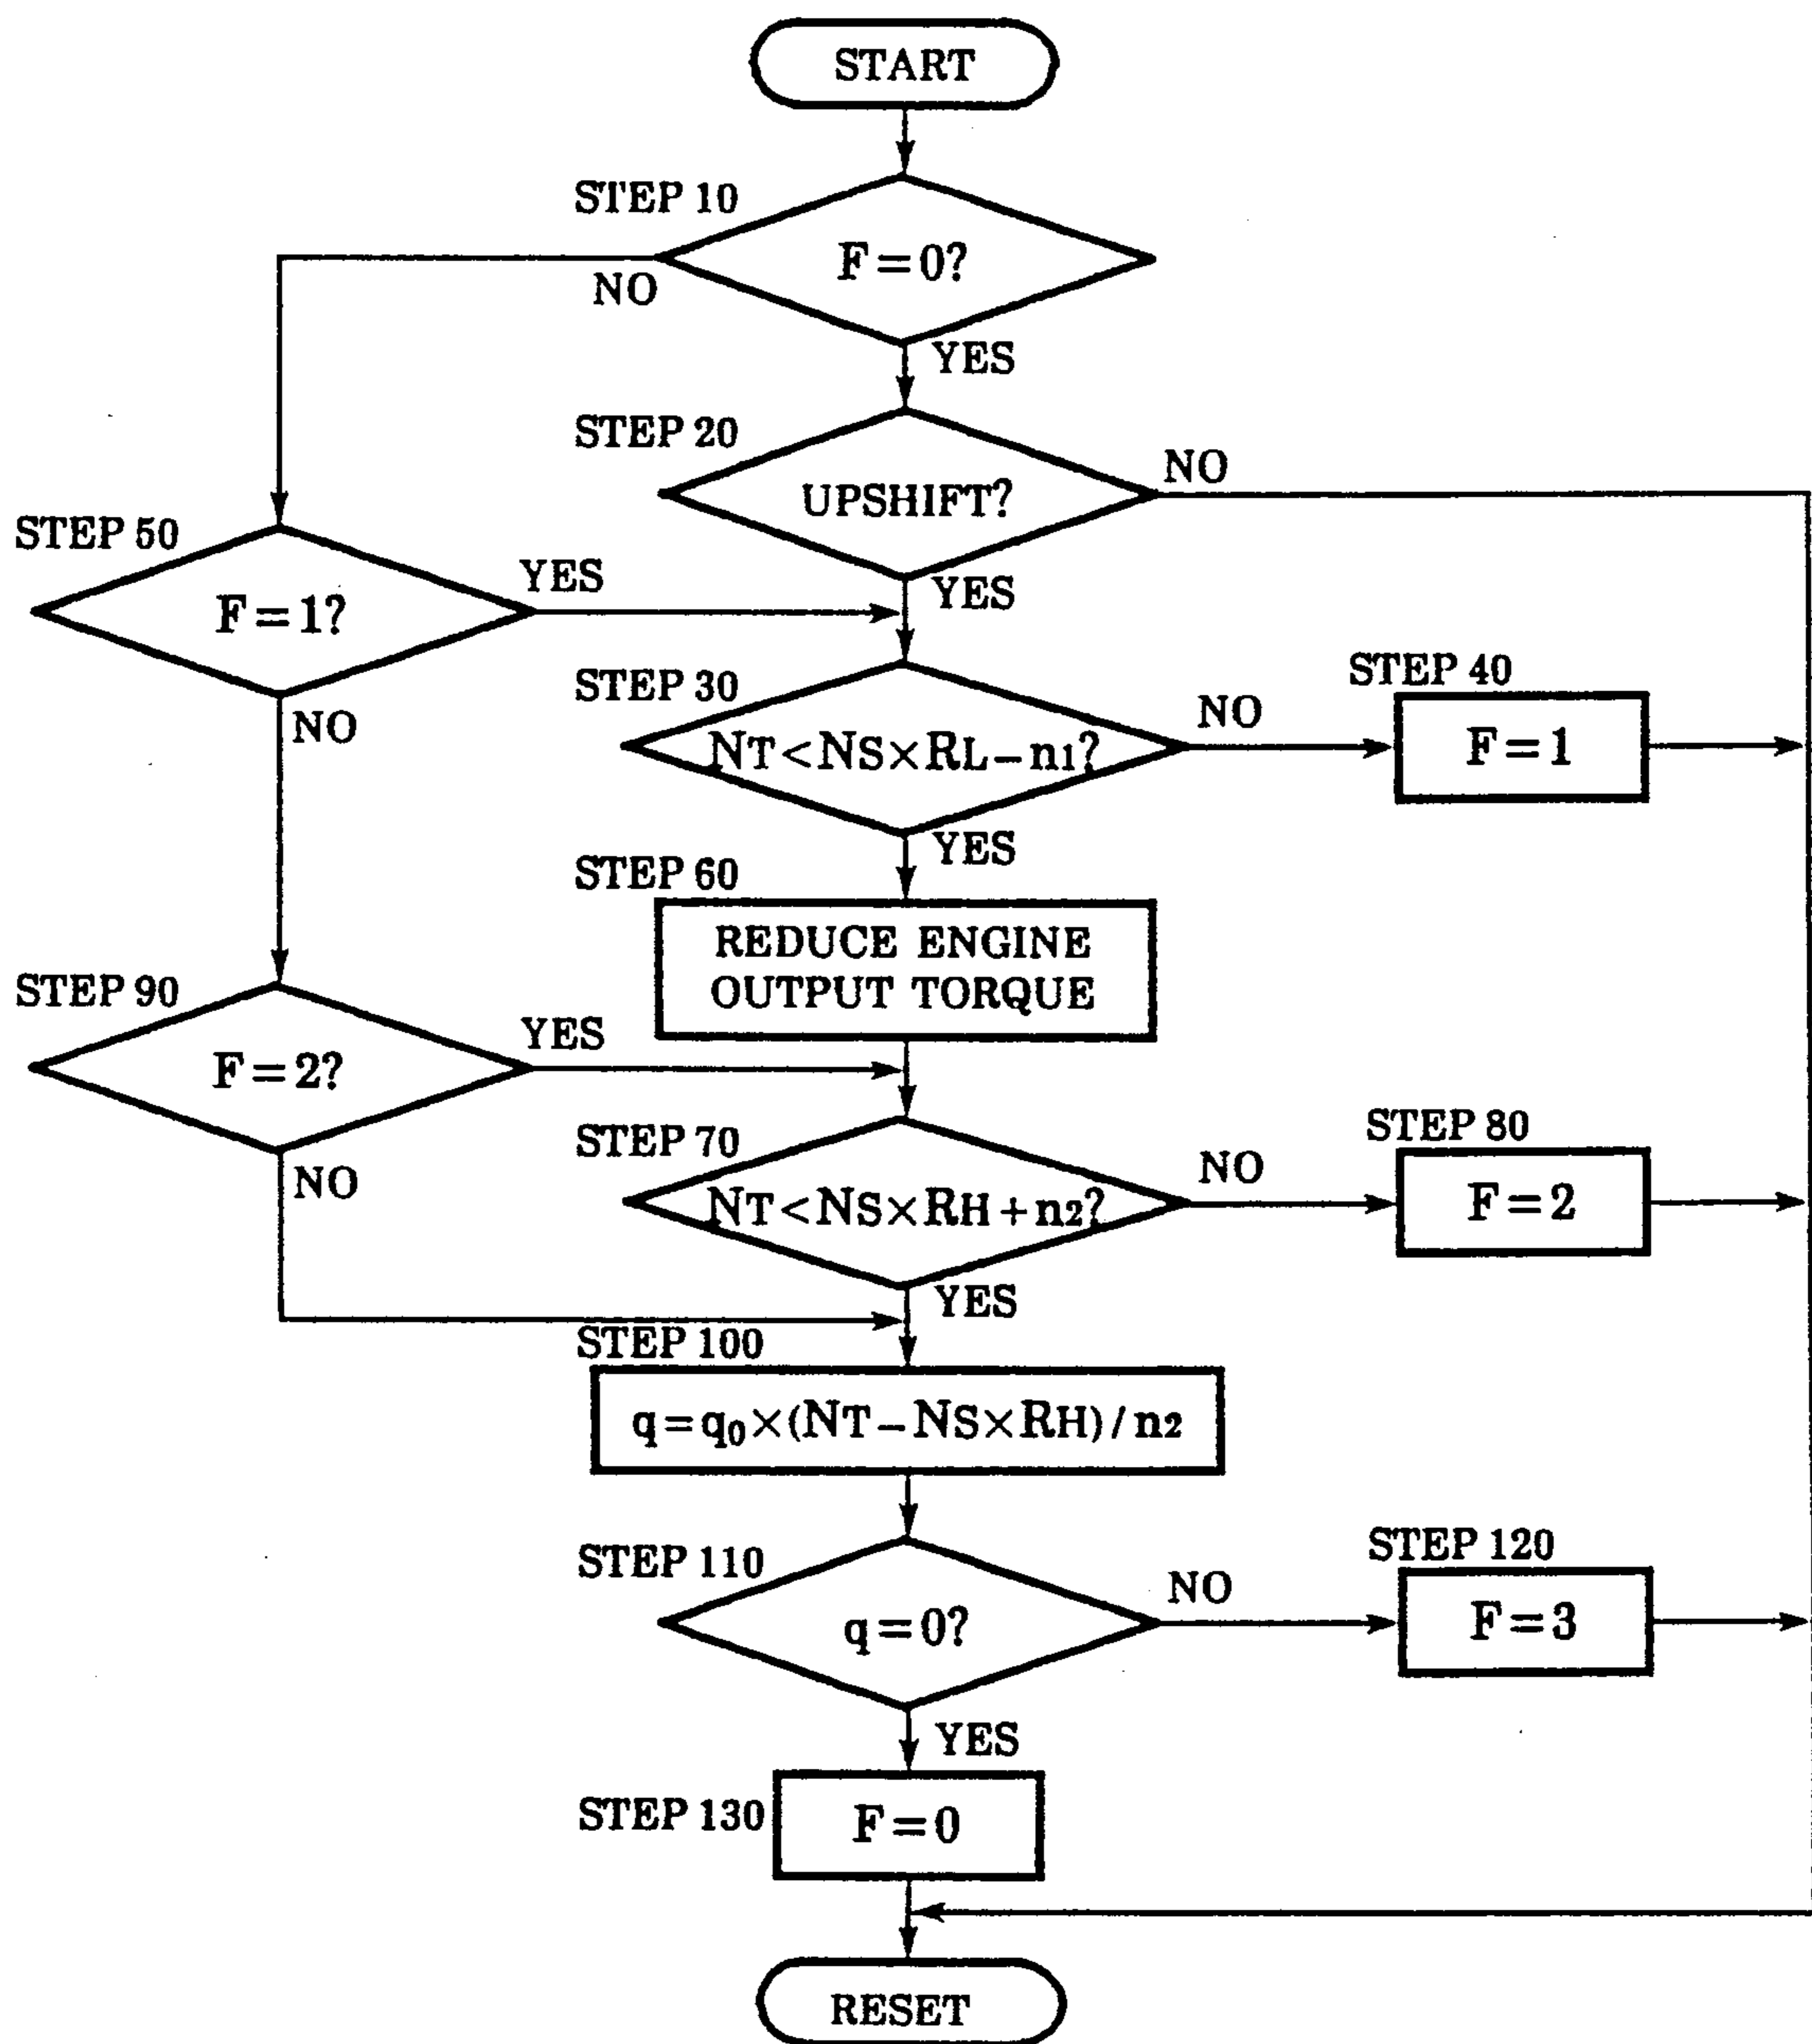 START
STEP 10
F=0?
NO
YES
STEP 20
UPSHIFT?
NO
YES
STEP 50
F=1?
YES
NO
STEP 30
NT<NS×RL−n1?
NO
YES
STEP 40
F=1
STEP 60
REDUCE ENGINE
OUTPUT TORQUE
STEP 90
F=2?
YES
NO
STEP 70
NT<NS×RH+n2?
NO
YES
STEP 80
F=2
STEP 100
q=q0×(NT−NS×RH)/n2
STEP 110
q=0?
NO
YES
STEP 120
F=3
STEP 130
F=0
RESET